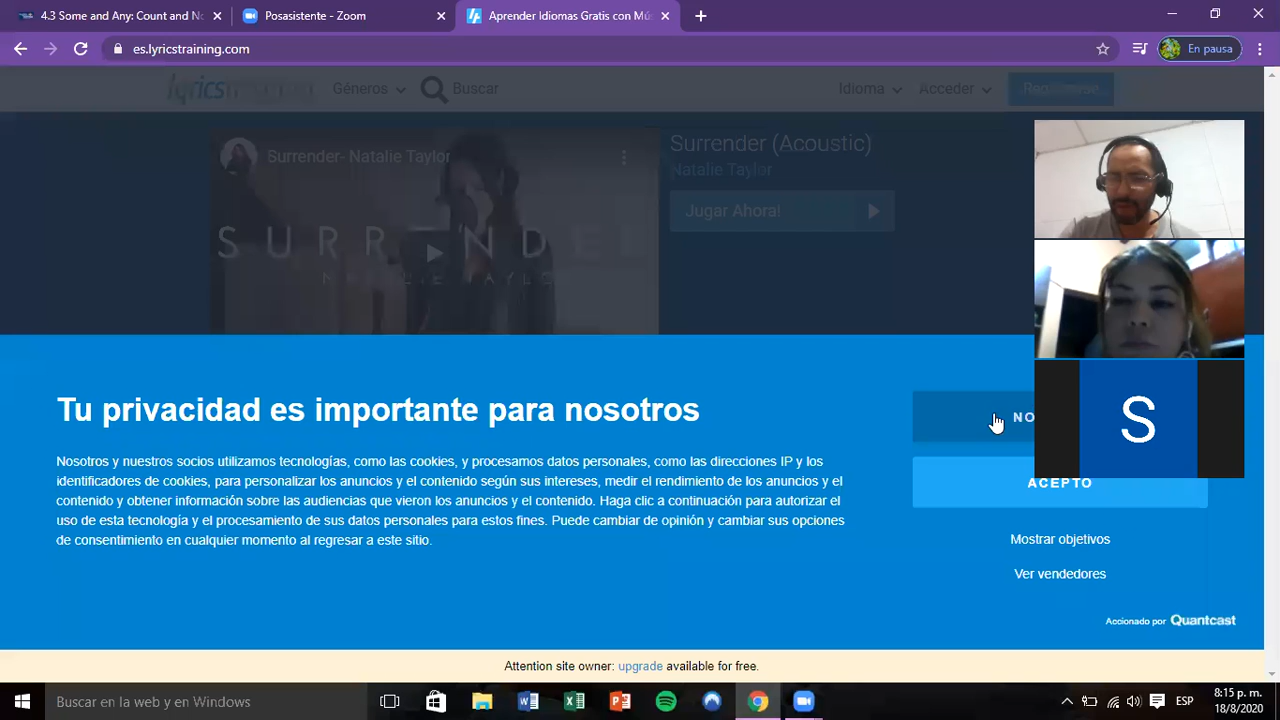 4.3 Some and Any: Count and No
Posasistente - Zoom
Aprender Idiomas Gratis con Mús
es.lyricstraining.com
En pausa
lyricstraining
Géneros
Buscar
Idioma
Acceder
Regístrese...
Surrender- Natalie Taylor
SURRENDE
NATALIE TAYLO
Surrender (Acoustic)
Natalie Taylor
Jugar Ahora!
Tu privacidad es importante para nosotros
Nosotros y nuestros socios utilizamos tecnologías, como las cookies, y procesamos datos personales, como las direcciones IP y los
identificadores de cookies, para personalizar los anuncios y el contenido según sus intereses, medir el rendimiento de los anuncios y el
contenido y obtener información sobre las audiencias que vieron los anuncios y el contenido. Haga clic a continuación para autorizar el
uso de esta tecnología y el procesamiento de sus datos personales para estos fines. Puede cambiar de opinión y cambiar sus opciones
de consentimiento en cualquier momento al regresar a este sitio.
NO
ACEPTO
Mostrar objetivos
Ver vendedores
Accionado por Quantcast
S
Attention site owner: upgrade available for free.
Buscar en la web y en Windows
ESP
8:15 p. m.
18/8/2020